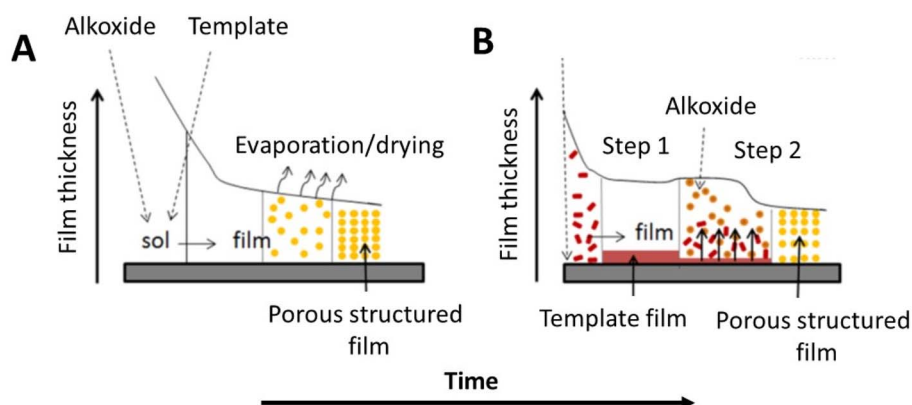 A
Alkoxide
Template
Film thickness
Evaporation/drying
sol
film
Porous structured
film
B
Film thickness
Step 1
Alkoxide
Step 2
film
Template film
Porous structured
film
Time